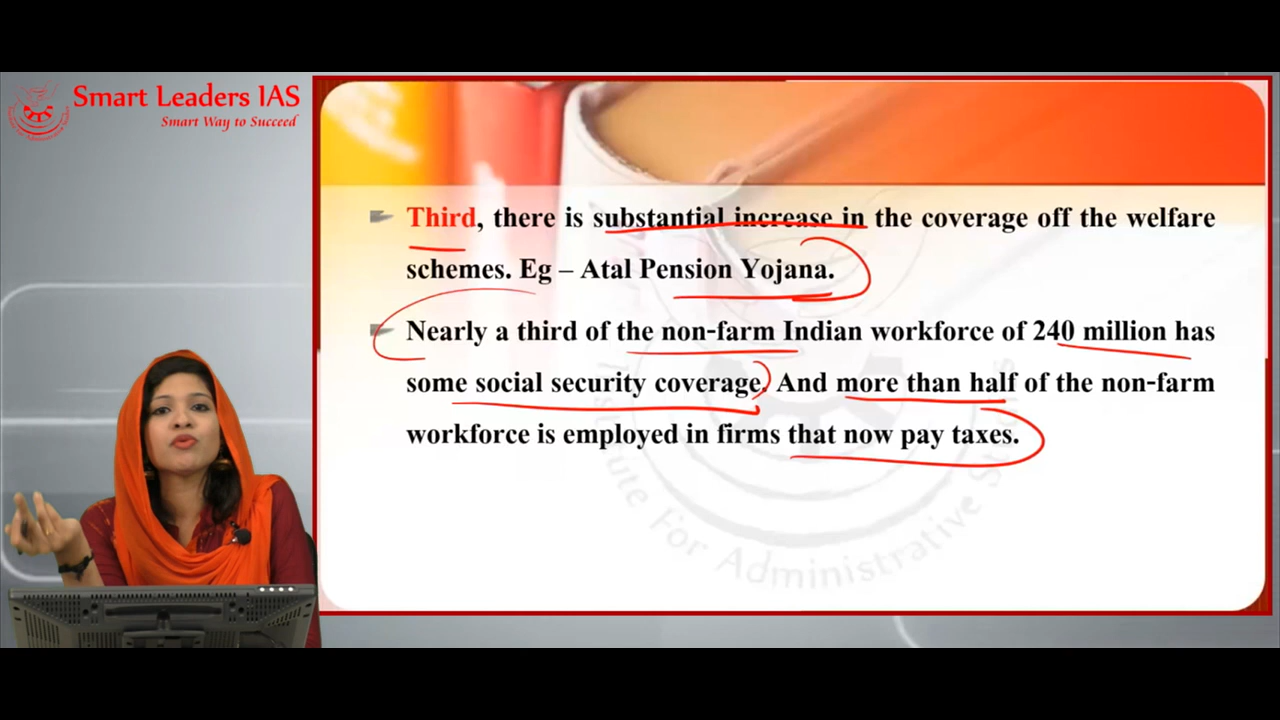 Smart Leaders IAS
Smart Way to Succeed
Third, there is substantial increase in the coverage off the welfare
schemes. Eg – Atal Pension Yojana.
Nearly a third of the non-farm Indian workforce of 240 million has
some social security coverage. And more than half of the non-farm
workforce is employed in firms that now pay taxes.
For Administrative